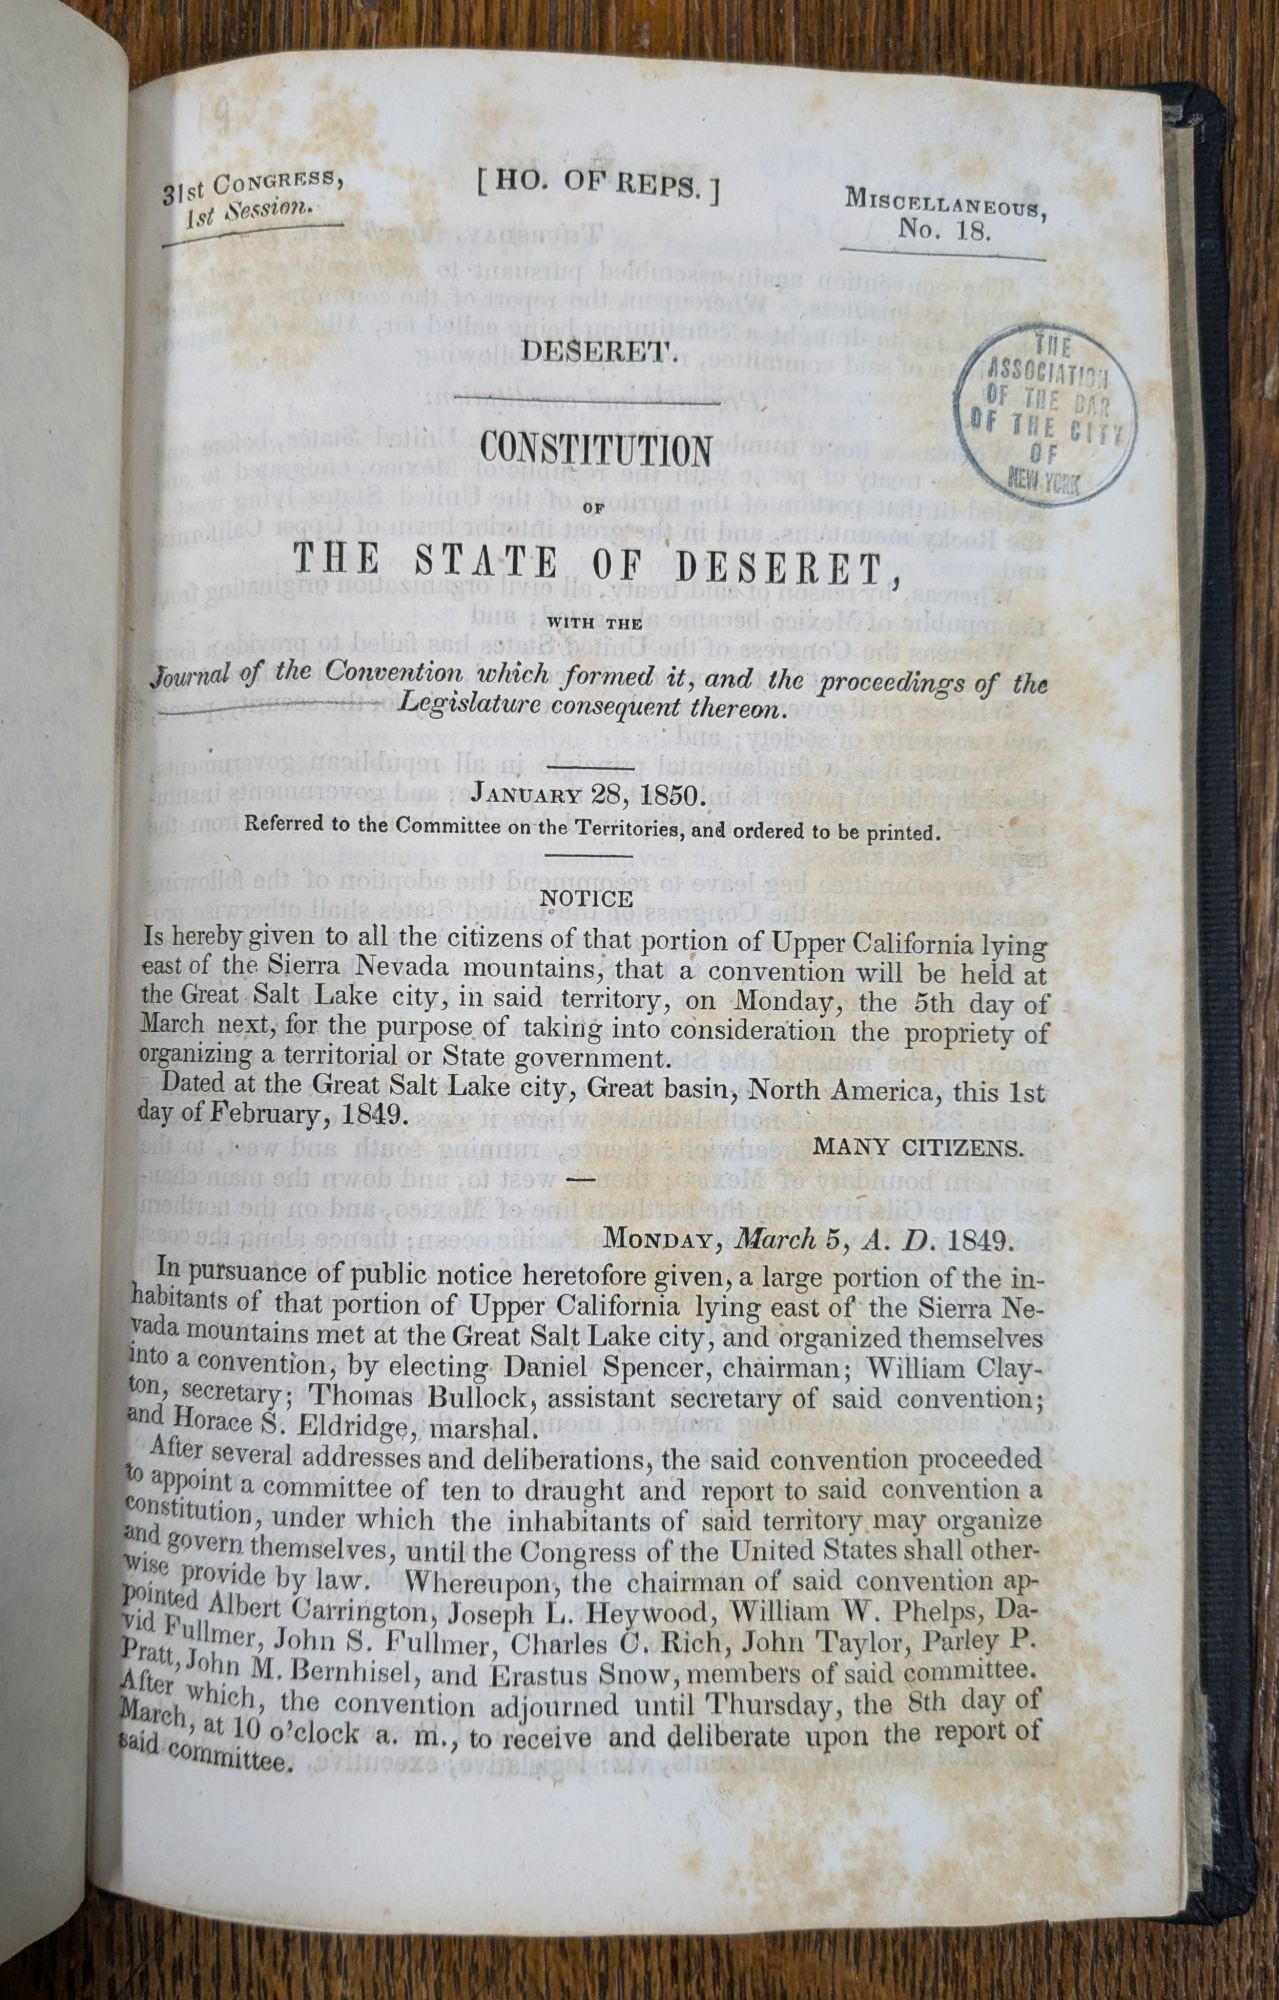 19
31st CONGRESS,
1st Session.
[ HO. OF REPS. ]
MISCELLANEOUS,
No. 18.
THE
ASSOCIATION
OF THE BAR
OF THE CITY
OF
NEW YORK
DESERET.
CONSTITUTION
OF
THE STATE OF DESERET,
WITH THE
Journal of the Convention which formed it, and the proceedings of the
Legislature consequent thereon.
JANUARY 28, 1850.
Referred to the Committee on the Territories, and ordered to be printed.
NOTICE
Is hereby given to all the citizens of that portion of Upper California lying
east of the Sierra Nevada mountains, that a convention will be held at
the Great Salt Lake city, in said territory, on Monday, the 5th day of
March next, for the purpose of taking into consideration the propriety of
organizing a territorial or State government.
Dated at the Great Salt Lake city, Great basin, North America, this 1st
day of February, 1849.
MANY CITIZENS.
MONDAY, March 5, A. D. 1849.
In pursuance of public notice heretofore given, a large portion of the in-
habitants of that portion of Upper California lying east of the Sierra Ne-
vada mountains met at the Great Salt Lake city, and organized themselves
into a convention, by electing Daniel Spencer, chairman; William Clay-
ton, secretary; Thomas Bullock, assistant secretary of said convention;
and Horace S. Eldridge, marshal.
After several addresses and deliberations, the said convention proceeded
to appoint a committee of ten to draught and report to said convention a
constitution, under which the inhabitants of said territory may organize
and govern themselves, until the Congress of the United States shall other-
wise provide by law. Whereupon, the chairman of said convention ap-
pointed Albert Carrington, Joseph L. Heywood, William W. Phelps, Da-
vid Fullmer, John S. Fullmer, Charles C. Rich, John Taylor, Parley P.
Pratt, John M. Bernhisel, and Erastus Snow, members of said committee.
After which, the convention adjourned until Thursday, the 8th day of
March, at 10 o'clock a. m., to receive and deliberate upon the report of
said committee.